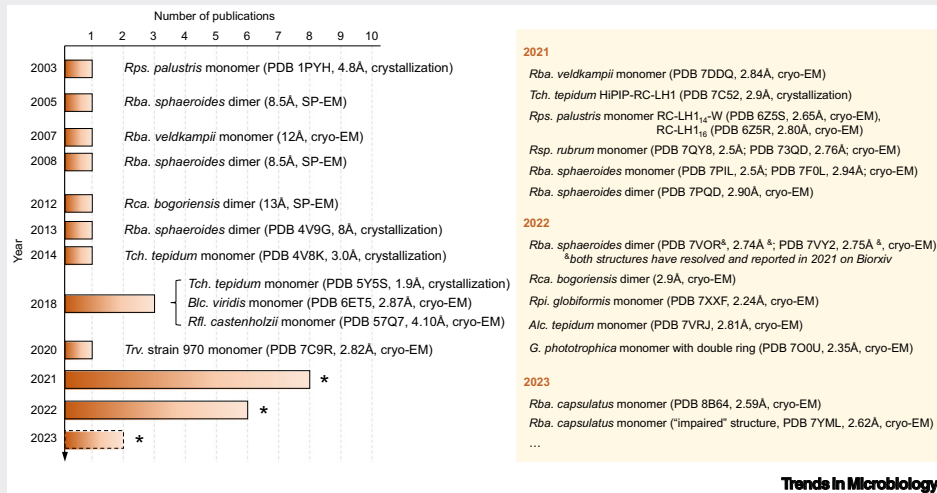 Number of publications
1 2 3 4 5 6 7 8 9 10
Year
2003 Rps. palustris monomer (PDB 1PYH, 4.8Å, crystallization)
2005 Rba. sphaeroides dimer (8.5Å, SP-EM)
2007 Rba. veldkampii monomer (12Å, cryo-EM)
2008 Rba. sphaeroides dimer (8.5Å, SP-EM)
2012 Rca. bogoriensis dimer (13Å, SP-EM)
2013 Rba. sphaeroides dimer (PDB 4V9G, 8Å, crystallization)
2014 Tch. tepidum monomer (PDB 4V8K, 3.0Å, crystallization)
Tch. tepidum monomer (PDB 5Y5S, 1.9Å, crystallization)
2018 Blc. viridis monomer (PDB 6ET5, 2.87Å, cryo-EM)
Rfl. castenholzii monomer (PDB 57Q7, 4.10Å, cryo-EM)
2020 Trv. strain 970 monomer (PDB 7C9R, 2.82Å, cryo-EM)
2021 *
2022 *
2023 *
2021
Rba. veldkampii monomer (PDB 7DDQ, 2.84Å, cryo-EM)
Tch. tepidum HiPIP-RC-LH1 (PDB 7C52, 2.9Å, crystallization)
Rps. palustris monomer RC-LH1₁₄-W (PDB 6Z5S, 2.65Å, cryo-EM),
RC-LH1₁₆ (PDB 6Z5R, 2.80Å, cryo-EM)
Rsp. rubrum monomer (PDB 7QY8, 2.5Å; PDB 73QD, 2.76Å; cryo-EM)
Rba. sphaeroides monomer (PDB 7PIL, 2.5Å; PDB 7F0L, 2.94Å; cryo-EM)
Rba. sphaeroides dimer (PDB 7PQD, 2.90Å, cryo-EM)
2022
Rba. sphaeroides dimer (PDB 7VOR&, 2.74Å &; PDB 7VY2, 2.75Å &, cryo-EM)
&both structures have resolved and reported in 2021 on Biorxiv
Rca. bogoriensis dimer (2.9Å, cryo-EM)
Rpi. globiformis monomer (PDB 7XXF, 2.24Å, cryo-EM)
Alc. tepidum monomer (PDB 7VRJ, 2.81Å, cryo-EM)
G. phototrophica monomer with double ring (PDB 7O0U, 2.35Å, cryo-EM)
2023
Rba. capsulatus monomer (PDB 8B64, 2.59Å, cryo-EM)
Rba. capsulatus monomer ("impaired" structure, PDB 7YML, 2.62Å, cryo-EM)
…
Trends in Microbiology